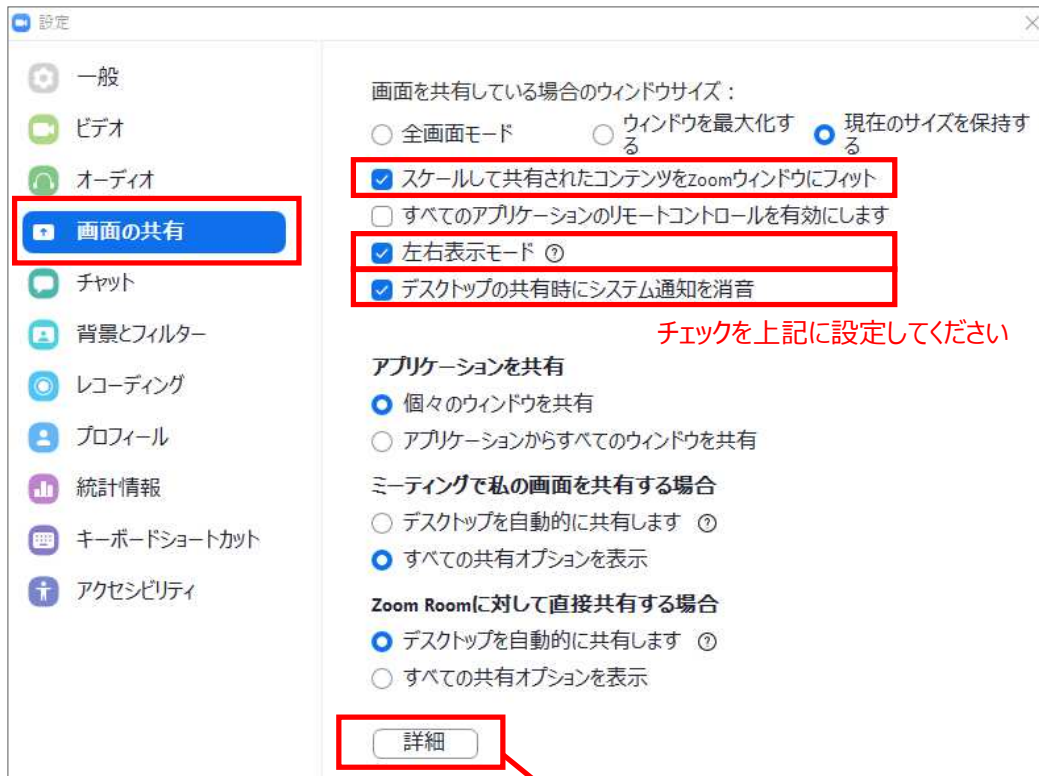 設定
一般
ビデオ
オーディオ
画面の共有
チャット
背景とフィルター
レコーディング
プロフィール
統計情報
キーボードショートカット
アクセシビリティ
画面を共有している場合のウィンドウサイズ：
全画面モード
ウィンドウを最大化す
る
現在のサイズを保持す
る
スケールして共有されたコンテンツをZoomウィンドウにフィット
すべてのアプリケーションのリモートコントロールを有効にします
左右表示モード
デスクトップの共有時にシステム通知を消音
チェックを上記に設定してください
アプリケーションを共有
個々のウィンドウを共有
アプリケーションからすべてのウィンドウを共有
ミーティングで私の画面を共有する場合
デスクトップを自動的に共有します
すべての共有オプションを表示
Zoom Roomに対して直接共有する場合
デスクトップを自動的に共有します
すべての共有オプションを表示
詳細